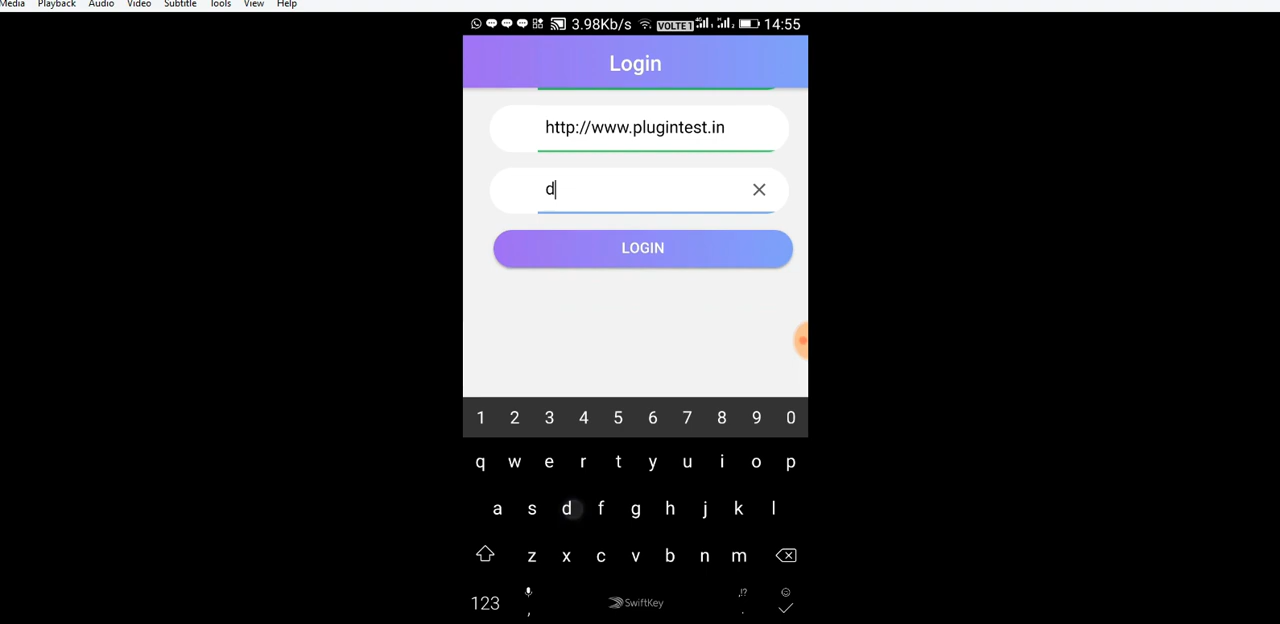 Media Playback Audio Video Subtitle Tools View Help
3.98Kb/s VOLTE1 14:55
Login
http://www.plugintest.in
d
LOGIN
1 2 3 4 5 6 7 8 9 0
q w e r t y u i o p
a s d f g h j k l
z x c v b n m
123 , SwiftKey ,!? .